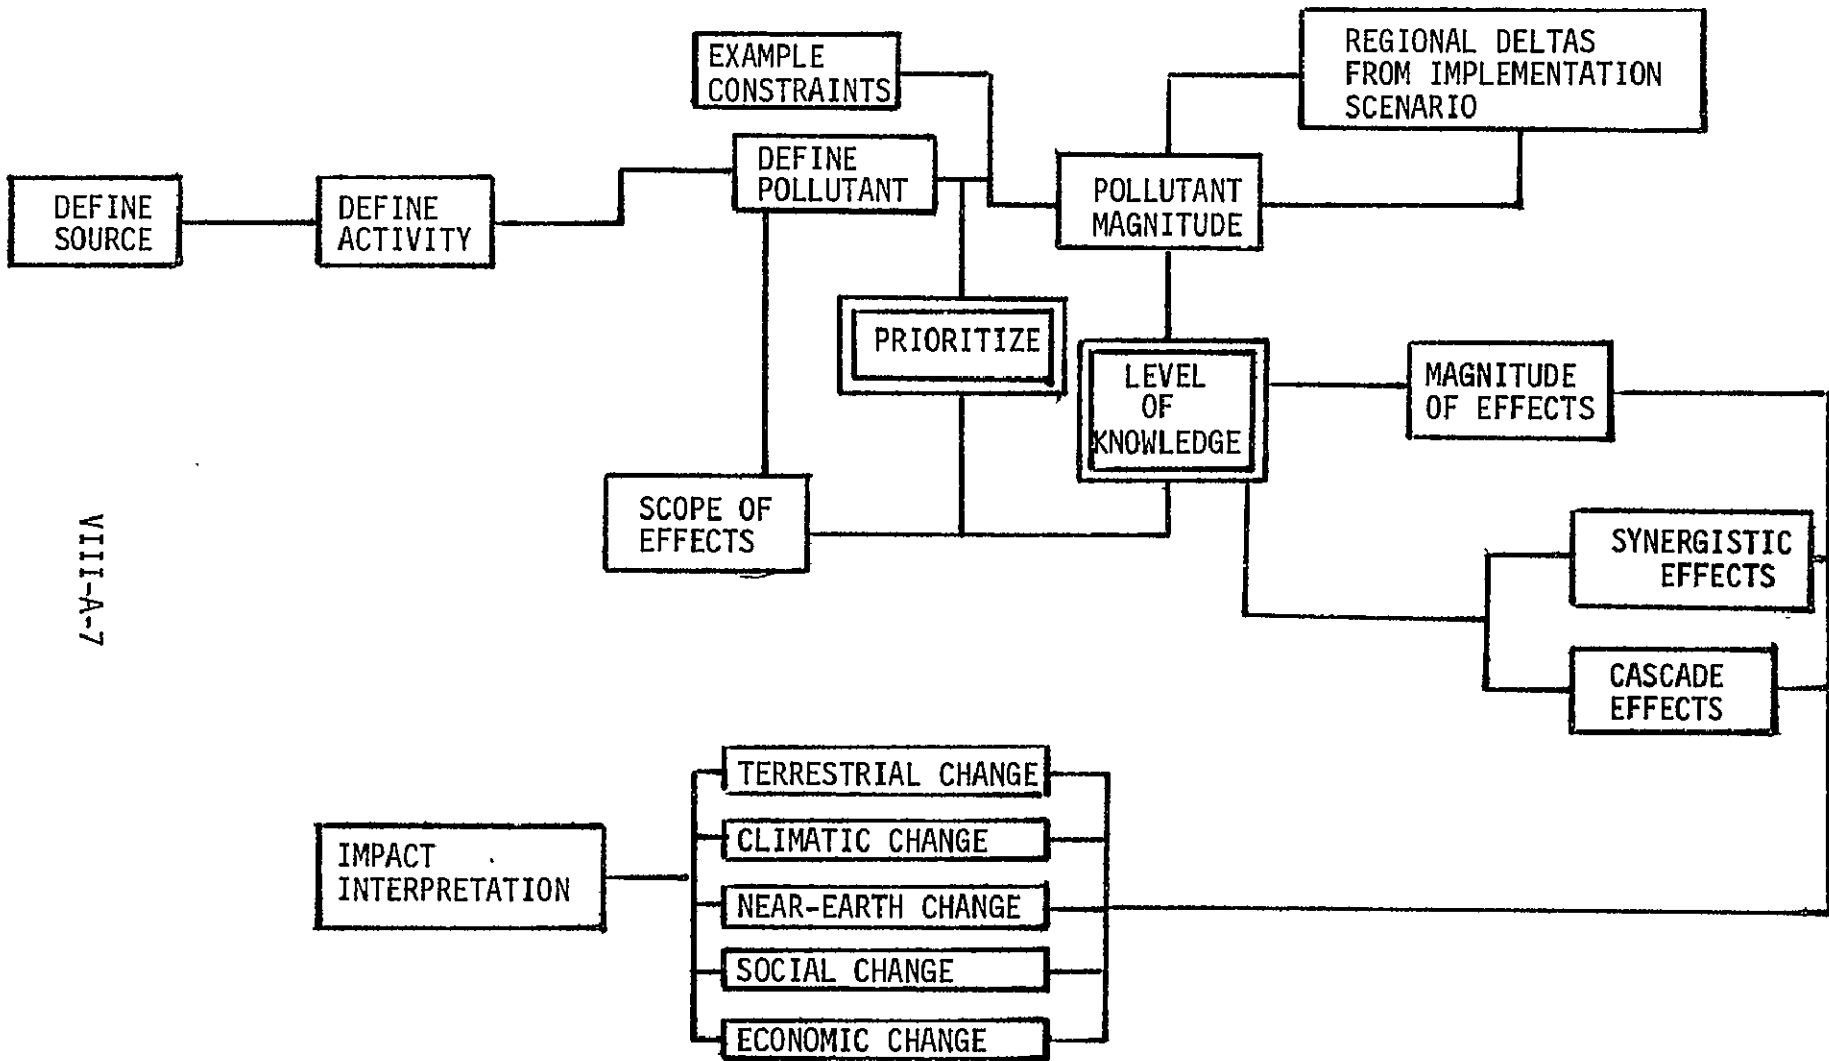 EXAMPLE
CONSTRAINTS
REGIONAL DELTAS
FROM IMPLEMENTATION
SCENARIO
DEFINE
SOURCE
DEFINE
ACTIVITY
DEFINE
POLLUTANT
POLLUTANT
MAGNITUDE
PRIORITIZE
LEVEL
OF
KNOWLEDGE
MAGNITUDE
OF EFFECTS
SCOPE OF
EFFECTS
SYNERGISTIC
EFFECTS
CASCADE
EFFECTS
VIII-A-7
IMPACT
INTERPRETATION
TERRESTRIAL CHANGE
CLIMATIC CHANGE
NEAR-EARTH CHANGE
SOCIAL CHANGE
ECONOMIC CHANGE